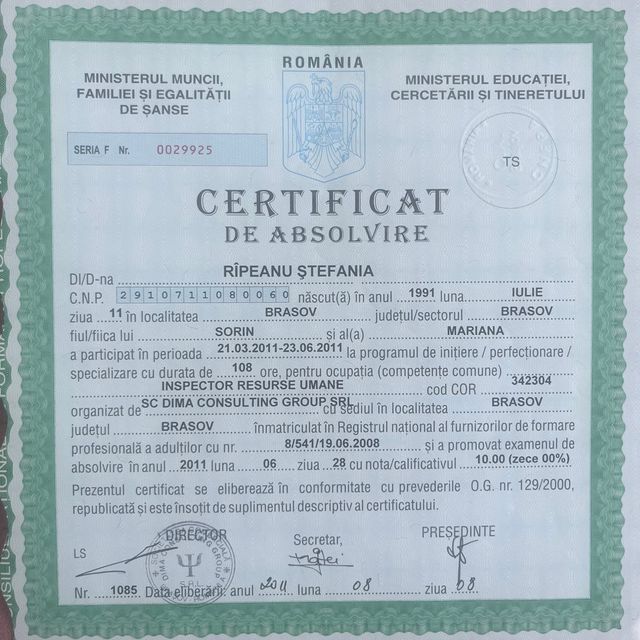 ROMÂNIA
MINISTERUL MUNCII,
FAMILIEI ŞI EGALITĂŢII
DE ŞANSE
MINISTERUL EDUCAŢIEI,
CERCETĂRII ŞI TINERETULUI
SERIA F Nr. 0029925
TS
CERTIFICAT
DE ABSOLVIRE
Dl/D-na RÎPEANU ŞTEFANIA
C.N.P. 2910711080060 născut(ă) în anul 1991 luna IULIE
ziua 11 în localitatea BRASOV judeţul/sectorul BRASOV
fiul/fiica lui SORIN şi al(a) MARIANA
a participat în perioada 21.03.2011-23.06.2011 la programul de iniţiere / perfecţionare /
specializare cu durata de 108 ore, pentru ocupaţia (competenţe comune)
INSPECTOR RESURSE UMANE cod COR 342304
organizat de SC DIMA CONSULTING GROUP SRL cu sediul în localitatea BRASOV
judeţul BRASOV înmatriculat în Registrul naţional al furnizorilor de formare
profesională a adulţilor cu nr. 8/541/19.06.2008 şi a promovat examenul de
absolvire în anul 2011 luna 06 ziua 28 cu nota/calificativul 10.00 (zece 00%)
Prezentul certificat se eliberează în conformitate cu prevederile O.G. nr. 129/2000,
republicată şi este însoţit de suplimentul descriptiv al certificatului.
DIRECTOR Secretar, PREŞEDINTE
LS
Nr. 1085 Data eliberării: anul 2011 luna 08 ziua 08